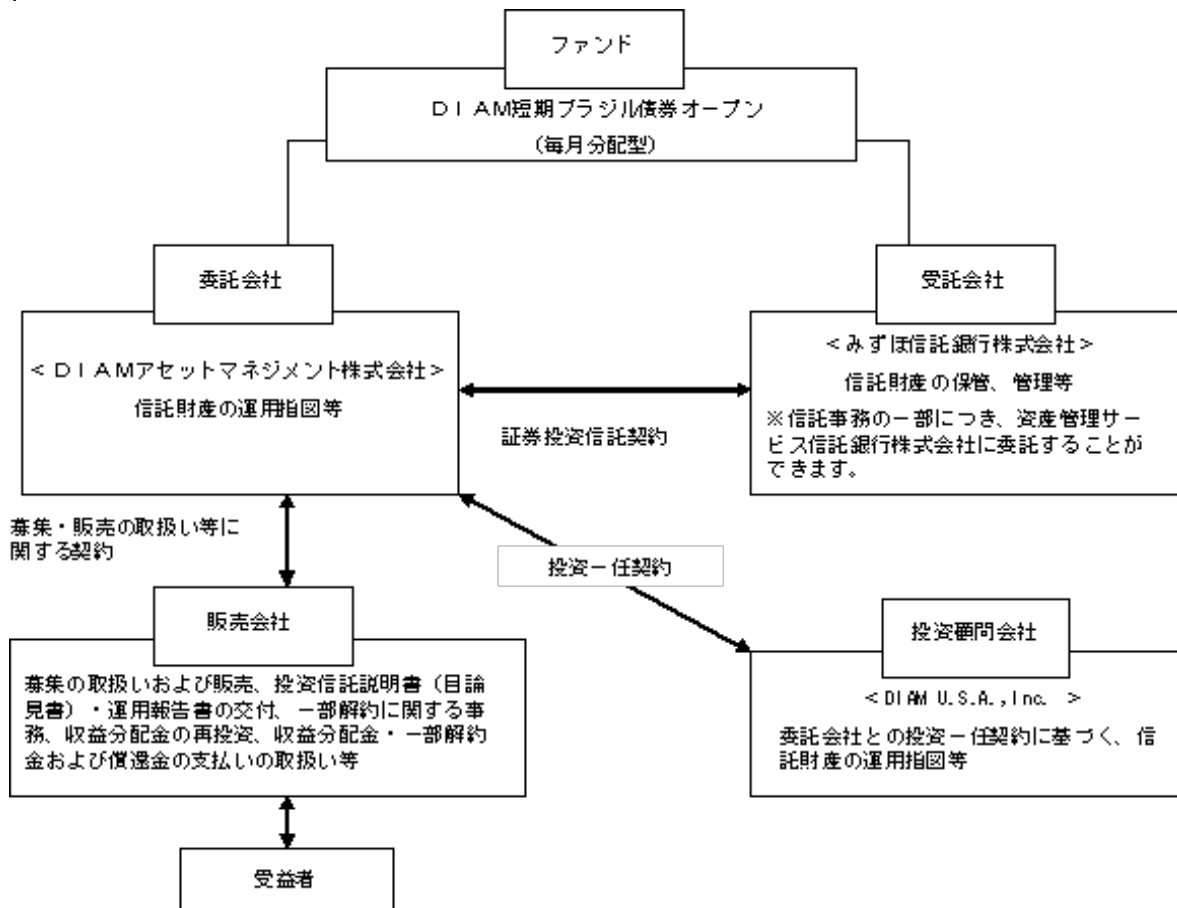 ファンド
DIAM短期ブラジル債券オープン
(毎月分配型)
委託会社
<DIAMアセットマネジメント株式会社>
信託財産の運用指図等
受託会社
<みずほ信託銀行株式会社>
信託財産の保管、管理等
※信託事務の一部につき、資産管理サー
ビス信託銀行株式会社に委託することが
できます。
証券投資信託契約
募集・販売の取扱い等に
関する契約
投資一任契約
販売会社
募集の取扱いおよび販売、投資信託説明書(目論
見書)・運用報告書の交付、一部解約に関する事
務、収益分配金の再投資、収益分配金・一部解約
金および償還金の支払いの取扱い等
投資顧問会社
<DIAM U.S.A.,Inc. >
委託会社との投資一任契約に基づく、信
託財産の運用指図等
受益者